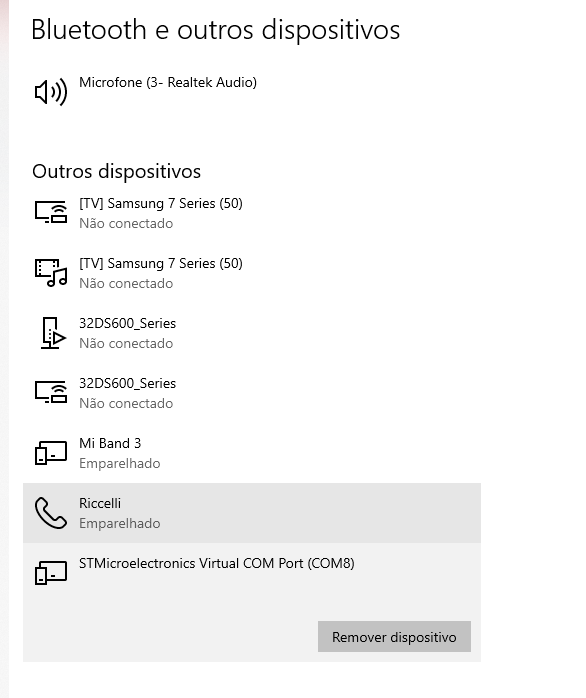 Bluetooth e outros dispositivos
Microfone (3- Realtek Audio)
Outros dispositivos
[TV] Samsung 7 Series (50)
Não conectado
[TV] Samsung 7 Series (50)
Não conectado
32DS600_Series
Não conectado
32DS600_Series
Não conectado
Mi Band 3
Emparelhado
Riccelli
Emparelhado
STMicroelectronics Virtual COM Port (COM8)
Remover dispositivo